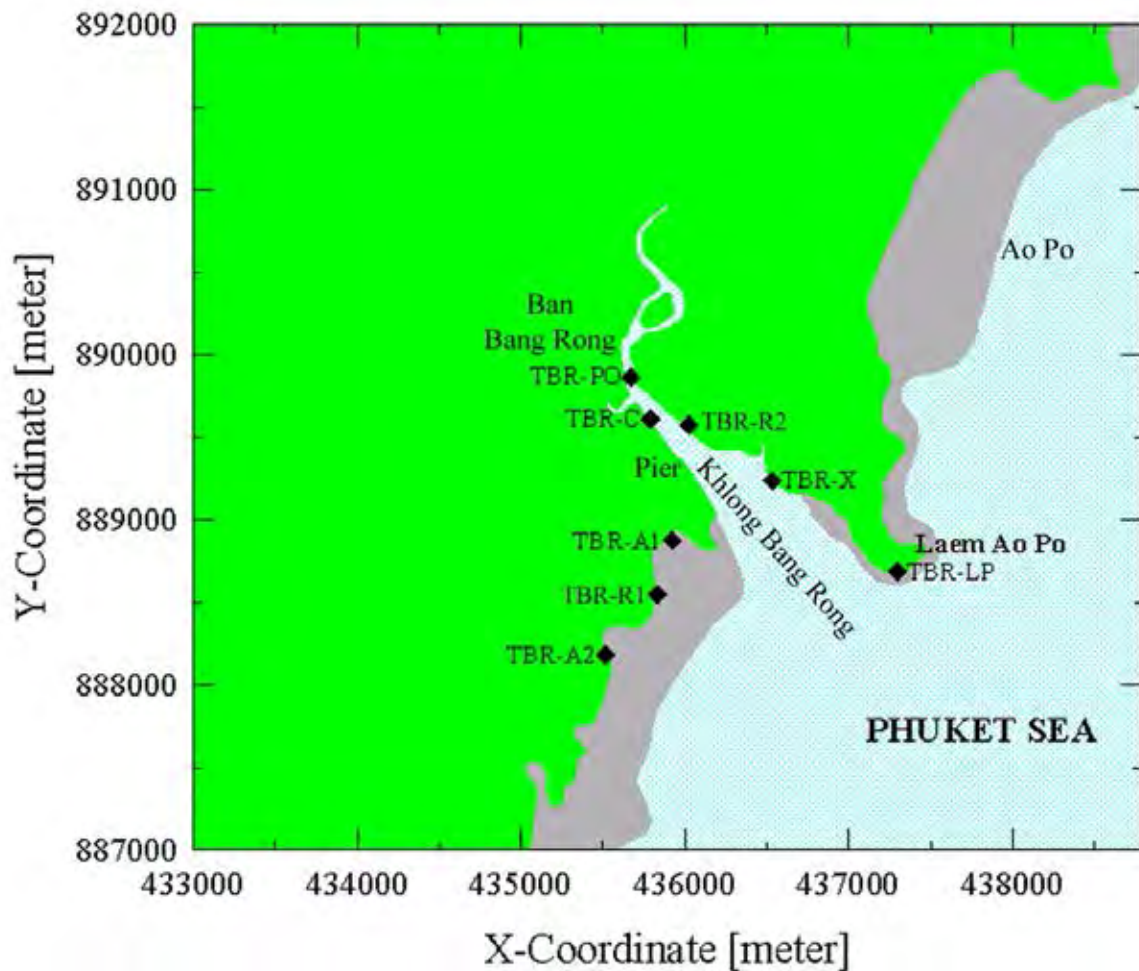 892000
891000
890000
889000
888000
887000
Y-Coordinate [meter]
Ao Po
Ban
Bang Rong
TBR-PO
TBR-C
TBR-R2
Pier
Khlong Bang Rong
TBR-X
TBR-A1
Laem Ao Po
TBR-LP
TBR-R1
TBR-A2
PHUKET SEA
433000 434000 435000 436000 437000 438000
X-Coordinate [meter]